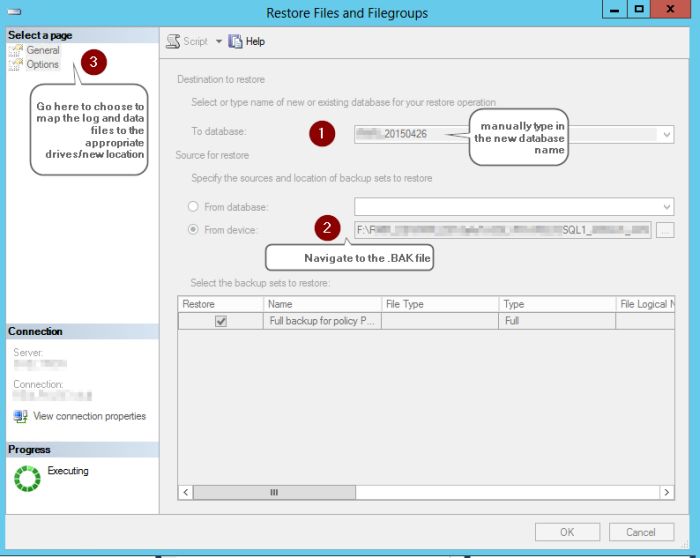 Restore Files and Filegroups
Select a page
General
Options
3
Go here to choose to
map the log and data
files to the
appropriate
drives/new location
Script
Help
Destination to restore
Select or type name of new or existing database for your restore operation
To database:
1
_20150426
manually type in
the new database
name
Source for restore
Specify the sources and location of backup sets to restore
From database:
From device:
2
F:\
SQL1_
...
Navigate to the .BAK file
Select the backup sets to restore:
Restore Name File Type Type File Logical N
Full backup for policy P... Full
Connection
Server:
Connection:
View connection properties
Progress
Executing
OK Cancel